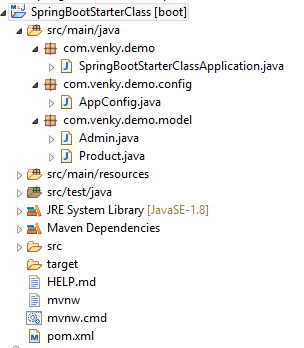 SpringBootStarterClass [boot]
src/main/java
com.venky.demo
SpringBootStarterClassApplication.java
com.venky.demo.config
AppConfig.java
com.venky.demo.model
Admin.java
Product.java
src/main/resources
src/test/java
JRE System Library [JavaSE-1.8]
Maven Dependencies
src
target
HELP.md
mvnw
mvnw.cmd
pom.xml